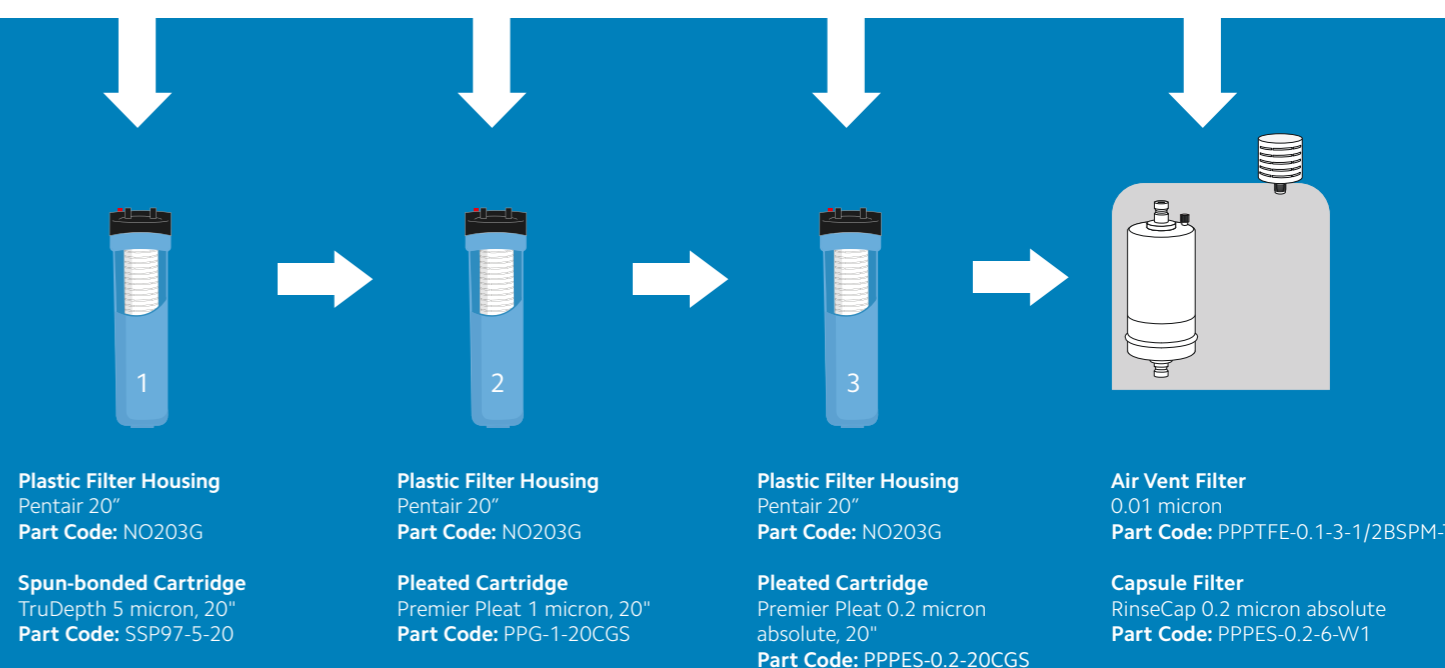 1
2
3
Plastic Filter Housing
Pentair 20”
Part Code: NO203G
Spun-bonded Cartridge
TruDepth 5 micron, 20"
Part Code: SSP97-5-20
Plastic Filter Housing
Pentair 20”
Part Code: NO203G
Pleated Cartridge
Premier Pleat 1 micron, 20"
Part Code: PPG-1-20CGS
Plastic Filter Housing
Pentair 20”
Part Code: NO203G
Pleated Cartridge
Premier Pleat 0.2 micron
absolute, 20"
Part Code: PPPES-0.2-20CGS
Air Vent Filter
0.01 micron
Part Code: PPPTFE-0.1-3-1/2BSPM-
Capsule Filter
RinseCap 0.2 micron absolute
Part Code: PPPES-0.2-6-W1